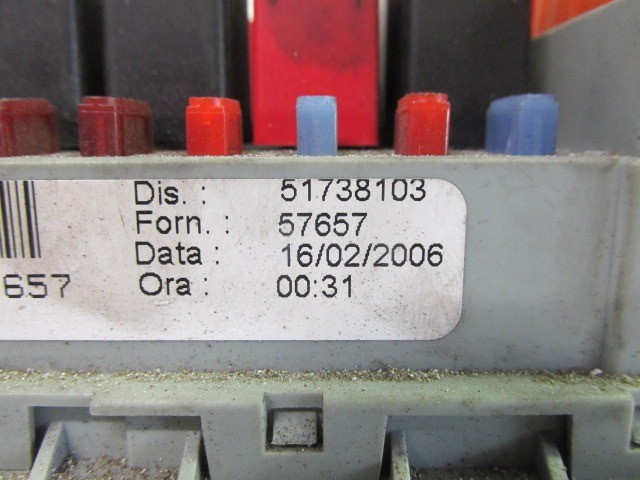 Dis. : 51738103
Forn. : 57657
Data : 16/02/2006
Ora : 00:31
657